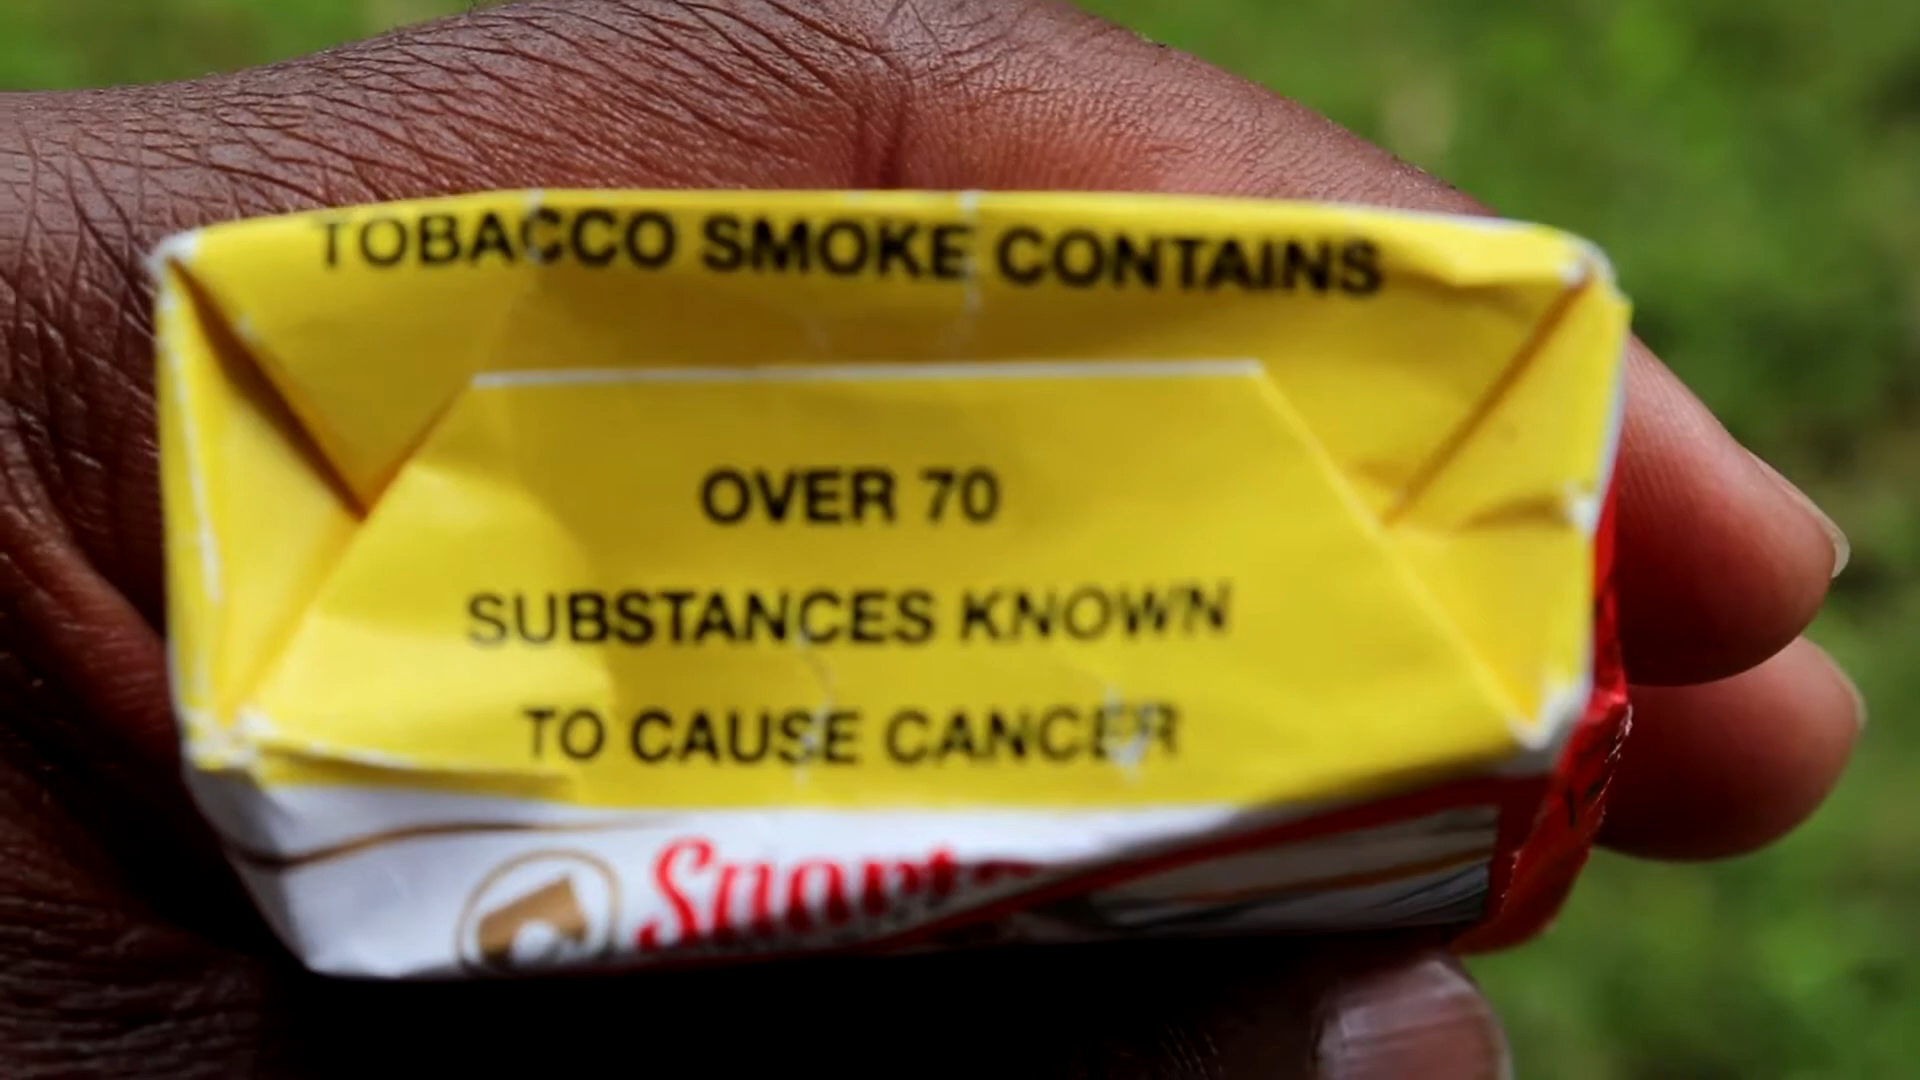 TOBACCO SMOKE CONTAINS
OVER 70
SUBSTANCES KNOWN
TO CAUSE CANCER